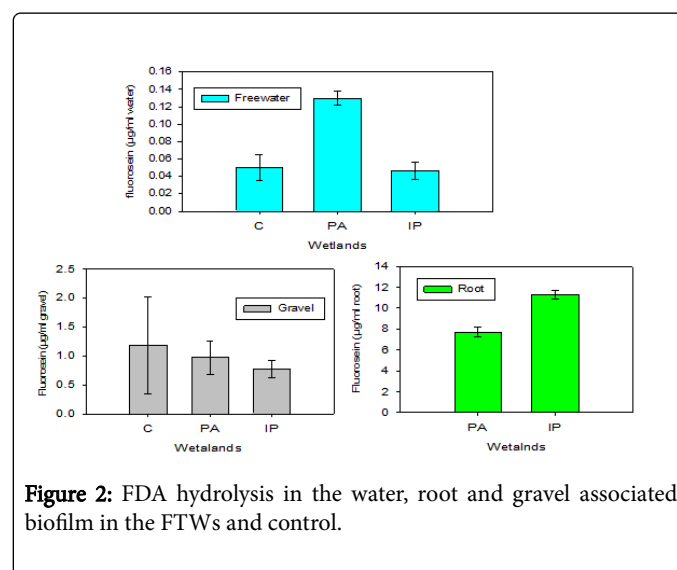 fluorosein (µg/ml water)
0.16
0.14
0.12
0.10
0.08
0.06
0.04
0.02
0.00
Freewater
C PA IP
Wetlands
Fluorosein (µg/ml gravel)
2.5
2.0
1.5
1.0
0.5
0.0
Gravel
C PA IP
Wetalands
Fluorosein (µg/ml root)
14
12
10
8
6
4
2
0
Root
PA IP
Wetalnds
Figure 2: FDA hydrolysis in the water, root and gravel associated
biofilm in the FTWs and control.